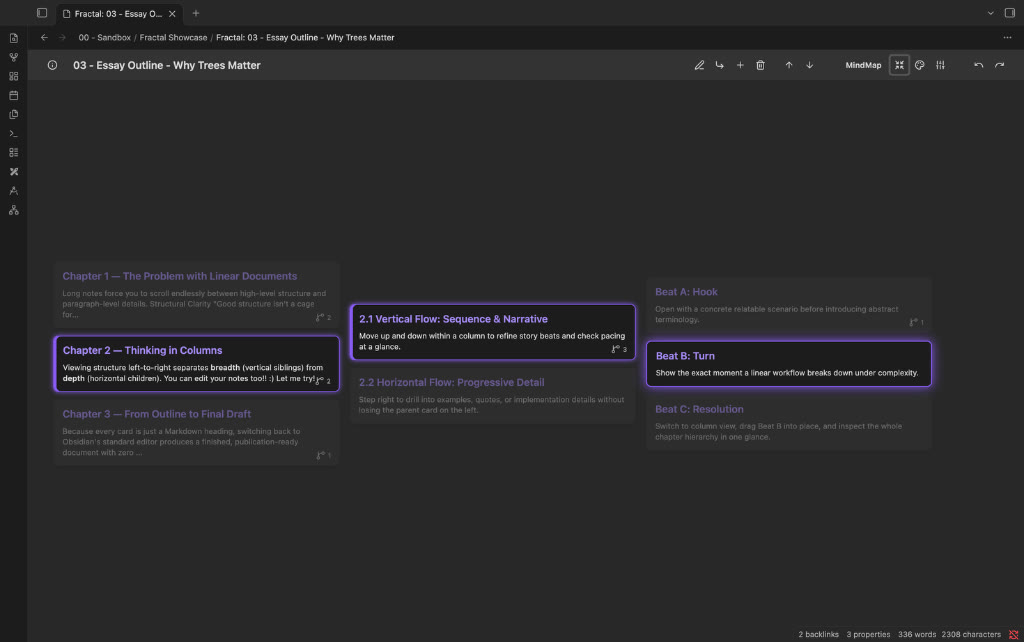 Fractal: 03 - Essay O...
00 - Sandbox / Fractal Showcase / Fractal: 03 - Essay Outline - Why Trees Matter
03 - Essay Outline - Why Trees Matter
MindMap
Chapter 1 — The Problem with Linear Documents
Long notes force you to scroll endlessly between high-level structure and
paragraph-level details. Structural Clarity "Good structure isn't a cage
for...
2
Chapter 2 — Thinking in Columns
Viewing structure left-to-right separates breadth (vertical siblings) from
depth (horizontal children). You can edit your notes too!! :) Let me try!
2
Chapter 3 — From Outline to Final Draft
Because every card is just a Markdown heading, switching back to
Obsidian's standard editor produces a finished, publication-ready
document with zero ...
1
2.1 Vertical Flow: Sequence & Narrative
Move up and down within a column to refine story beats and check pacing
at a glance.
3
2.2 Horizontal Flow: Progressive Detail
Step right to drill into examples, quotes, or implementation details without
losing the parent card on the left.
Beat A: Hook
Open with a concrete relatable scenario before introducing abstract
terminology.
1
Beat B: Turn
Show the exact moment a linear workflow breaks down under complexity.
Beat C: Resolution
Switch to column view, drag Beat B into place, and inspect the whole
chapter hierarchy in one glance.
2 backlinks 3 properties 336 words 2308 characters